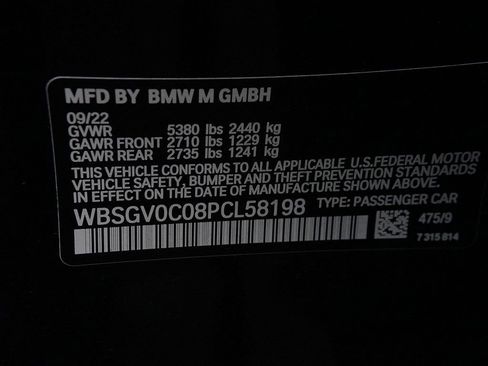 MFD BY BMW M GMBH
09/22
GVWR 5380 lbs 2440 kg
GAWR FRONT 2710 lbs 1229 kg
GAWR REAR 2735 lbs 1241 kg
THIS VEHICLE CONFORMS TO ALL APPLICABLE U.S.FEDERAL MOTOR
VEHICLE SAFETY, BUMPER,AND THEFT PREVENTION STANDARDS
IN EFFECT ON THE DATE OF MANUFACTURE SHOWN ABOVE.
WBSGV0C08PCL58198 TYPE: PASSENGER CAR
475/9
7 315 814